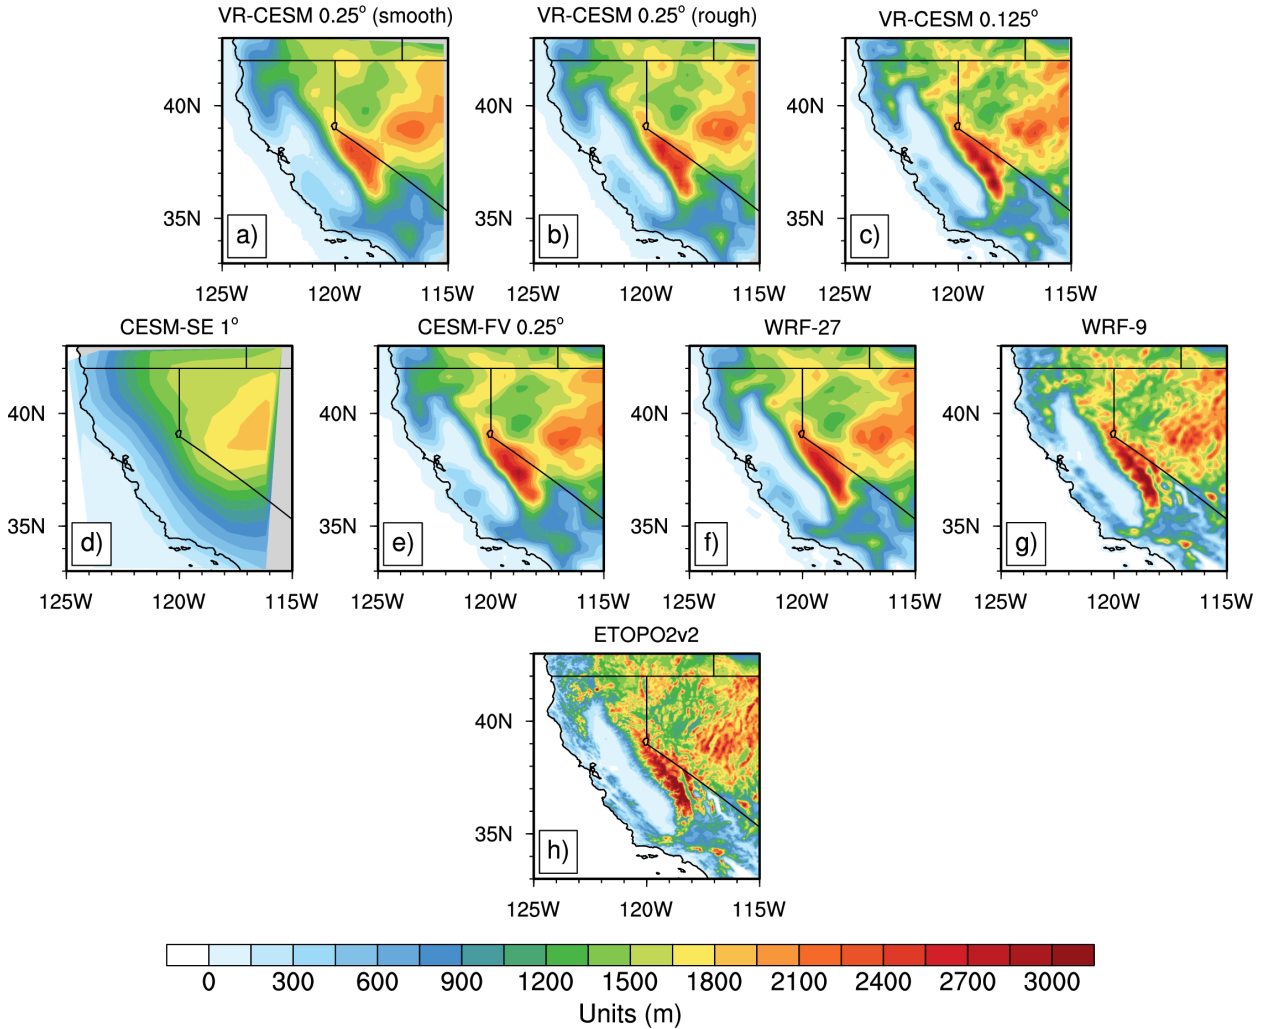 VR-CESM 0.25° (smooth) VR-CESM 0.25° (rough) VR-CESM 0.125°
40N 40N 40N
35N 35N 35N
a) b) c)
125W 120W 115W 125W 120W 115W 125W 120W 115W
CESM-SE 1° CESM-FV 0.25° WRF-27 WRF-9
40N 40N 40N 40N
35N 35N 35N 35N
d) e) f) g)
125W 120W 115W 125W 120W 115W 125W 120W 115W 125W 120W 115W
ETOPO2v2
40N
35N
h)
125W 120W 115W
0 300 600 900 1200 1500 1800 2100 2400 2700 3000
Units (m)